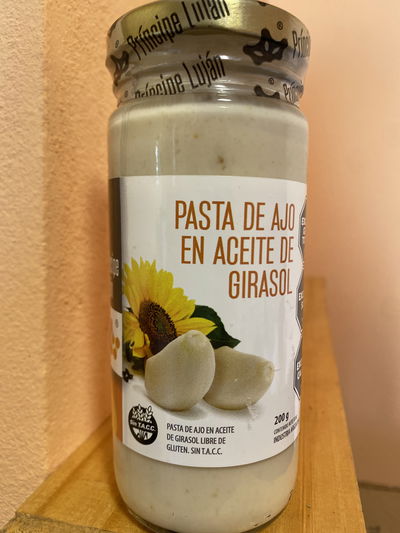 Príncipe Luján
Príncipe Luján
PASTA DE AJO
EN ACEITE DE
GIRASOL
200 g
Sin T.A.C.C.
PASTA DE AJO EN ACEITE
DE GIRASOL LIBRE DE
GLUTEN. SIN T.A.C.C.
INDUSTRIA